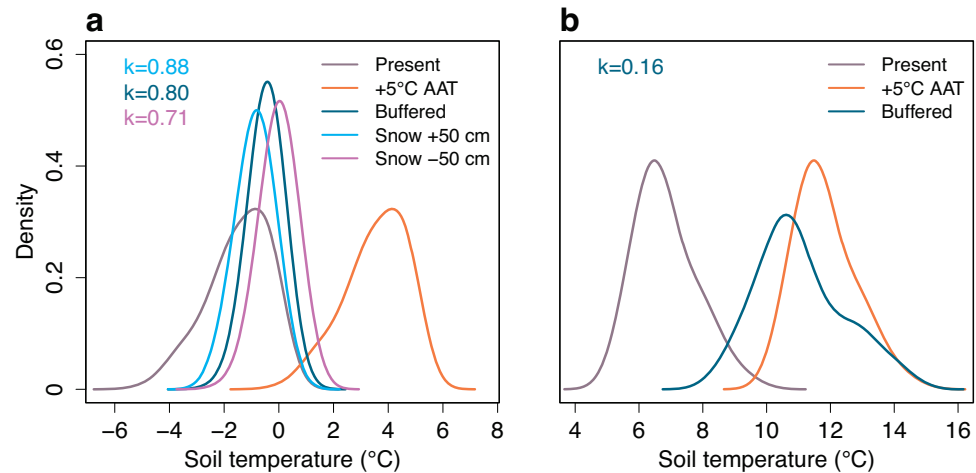 a
k=0.88
k=0.80
k=0.71
Present
+5°C AAT
Buffered
Snow +50 cm
Snow −50 cm
Density
0.6
0.4
0.2
0
−6 −4 −2 0 2 4 6 8
Soil temperature (°C)
b
k=0.16
Present
+5°C AAT
Buffered
4 6 8 10 12 14 16
Soil temperature (°C)